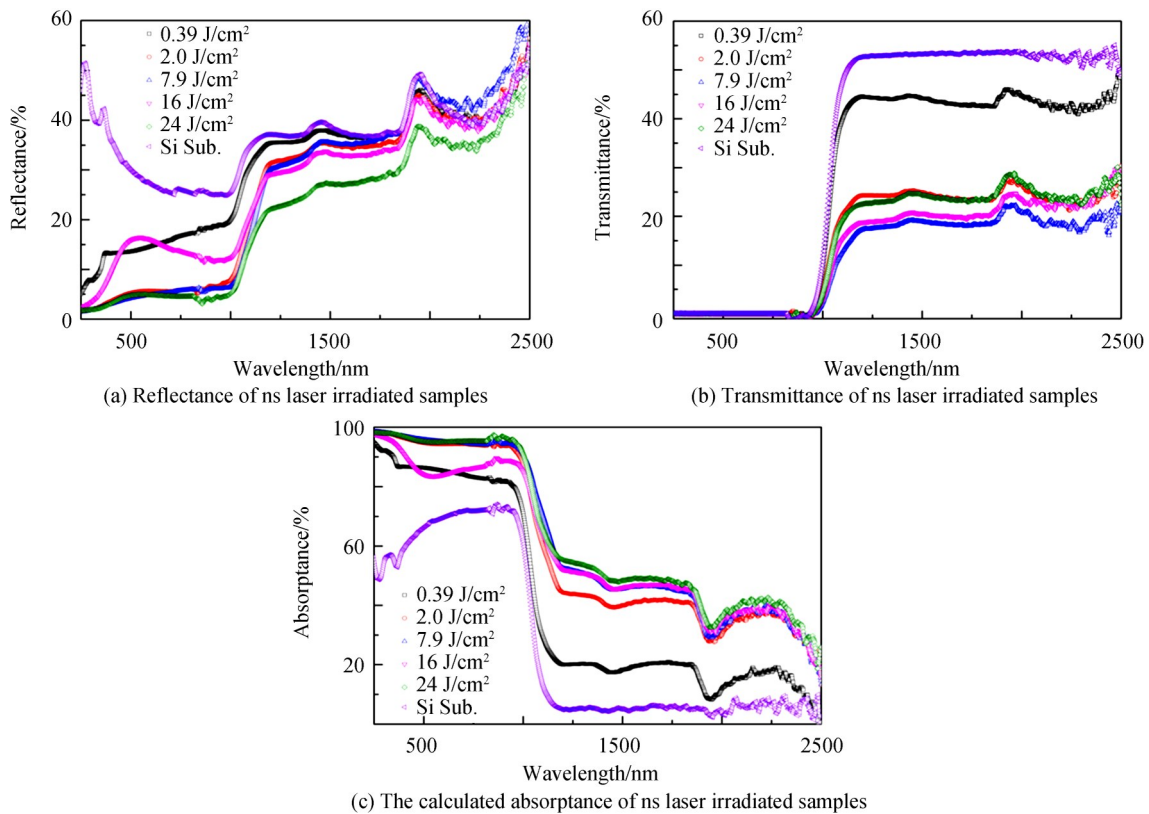 60
40
20
0
Reflectance/%
0.39 J/cm²
2.0 J/cm²
7.9 J/cm²
16 J/cm²
24 J/cm²
Si Sub.
500
1500
2500
Wavelength/nm
(a) Reflectance of ns laser irradiated samples
60
40
20
0
Transmittance/%
0.39 J/cm²
2.0 J/cm²
7.9 J/cm²
16 J/cm²
24 J/cm²
Si Sub.
500
1500
2500
Wavelength/nm
(b) Transmittance of ns laser irradiated samples
100
60
20
Absorptance/%
0.39 J/cm²
2.0 J/cm²
7.9 J/cm²
16 J/cm²
24 J/cm²
Si Sub.
500
1500
2500
Wavelength/nm
(c) The calculated absorptance of ns laser irradiated samples